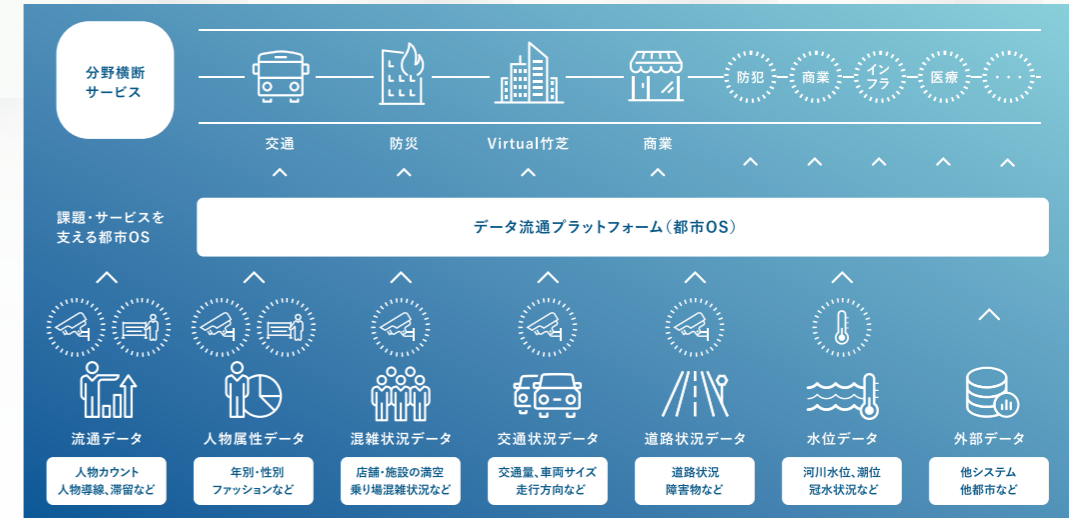 分野横断
サービス
防犯
商業
イン
フラ
医療
・・・
交通
防災
Virtual竹芝
商業
課題・サービスを
支える都市OS
データ流通プラットフォーム（都市OS）
流通データ
人物属性データ
混雑状況データ
交通状況データ
道路状況データ
水位データ
外部データ
人物カウント
人物導線、滞留など
年別・性別
ファッションなど
店舗・施設の満空
乗り場混雑状況など
交通量、車両サイズ
走行方向など
道路状況
障害物など
河川水位、潮位
冠水状況など
他システム
他都市など